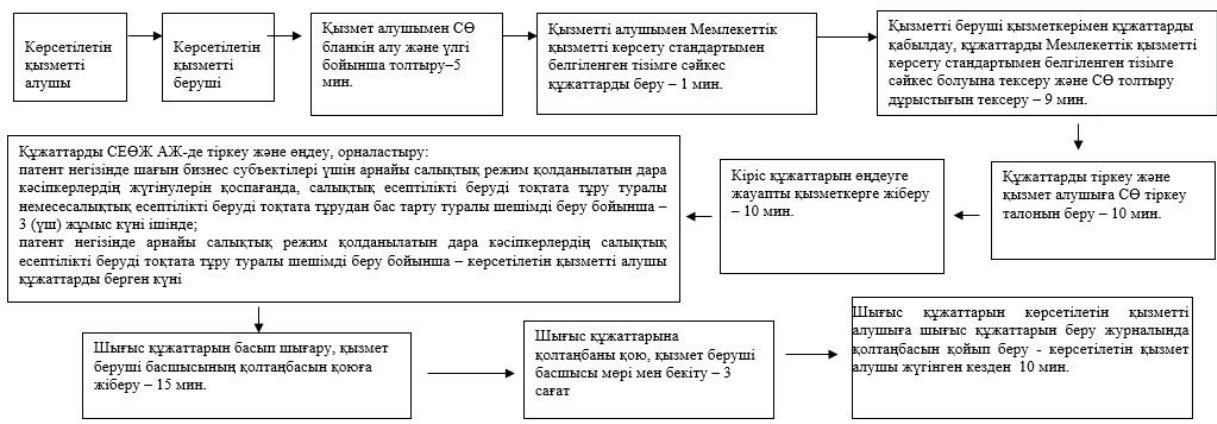 Көрсетілетін
қызметті
алушы
Көрсетілетін
қызметті
беруші
Қызмет алушымен СӨ
бланкін алу және үлгі
бойынша толтыру–5
мин.
Қызметті алушымен Мемлекеттік
қызметті көрсету стандартымен
белгіленген тізімге сәйкес
құжаттарды беру – 1 мин.
Қызметті беруші қызметкерімен құжаттарды
қабылдау, құжаттарды Мемлекеттік қызметті
көрсету стандартымен белгіленген тізімге
сәйкес болуына тексеру және СӨ толтыру
дұрыстығын тексеру – 9 мин.
Құжаттарды тіркеу және
қызмет алушыға СӨ тіркеу
талонын беру – 10 мин.
Кіріс құжаттарын өңдеуге
жауапты қызметкерге жіберу
– 10 мин.
Құжаттарды СЕӨЖ АЖ-де тіркеу және өңдеу, орналастыру:
патент негізінде шағын бизнес субъектілері үшін арнайы салықтық режим қолданылатын дара
кәсіпкерлердің жүгінулерін қоспағанда, салықтық есептілікті беруді тоқтата тұру туралы
немесесалықтық есептілікті беруді тоқтата тұрудан бас тарту туралы шешімді беру бойынша –
3 (үш) жұмыс күні ішінде;
патент негізінде арнайы салықтық режим қолданылатын дара кәсіпкерлердің салықтық
есептілікті беруді тоқтата тұру туралы шешімді беру бойынша – көрсетілетін қызметті алушы
құжаттарды берген күні
Шығыс құжаттарын басып шығару, қызмет
беруші басшысының қолтаңбасын қоюға
жіберу – 15 мин.
Шығыс құжаттарына
қолтаңбаны қою, қызмет беруші
басшысы мөрі мен бекіту – 3
сағат
Шығыс құжаттарын көрсетілетін қызметті
алушыға шығыс құжаттарын беру журналында
қолтаңбасын қойып беру - көрсетілетін қызмет
алушы жүгінген кезден 10 мин.